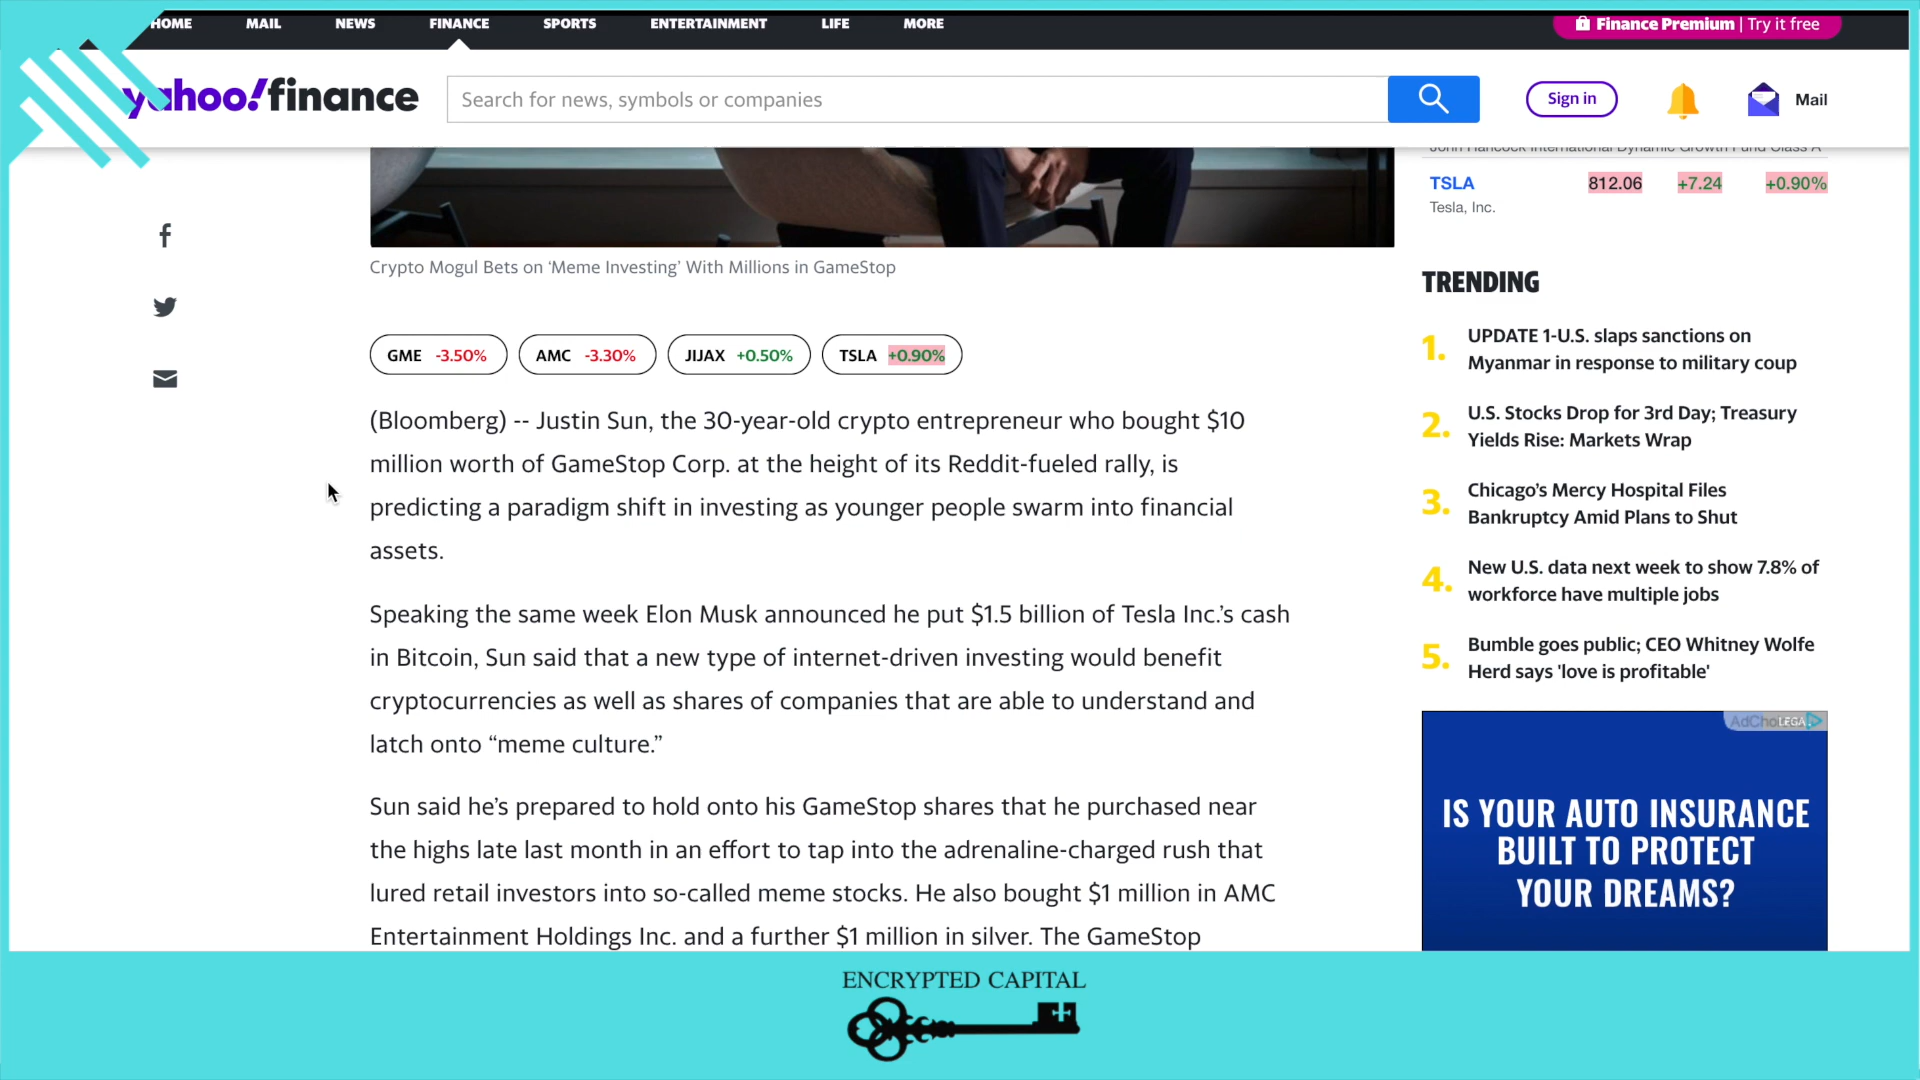 HOME MAIL NEWS FINANCE SPORTS ENTERTAINMENT LIFE MORE
Finance Premium | Try it free
yahoo!finance
Search for news, symbols or companies
Sign in
Mail
John Hancock International Dynamic Growth Fund Class A
TSLA 812.06 +7.24 +0.90%
Tesla, Inc.
Crypto Mogul Bets on ‘Meme Investing’ With Millions in GameStop
GME -3.50% AMC -3.30% JIJAX +0.50% TSLA +0.90%
(Bloomberg) -- Justin Sun, the 30-year-old crypto entrepreneur who bought $10
million worth of GameStop Corp. at the height of its Reddit-fueled rally, is
predicting a paradigm shift in investing as younger people swarm into financial
assets.
Speaking the same week Elon Musk announced he put $1.5 billion of Tesla Inc.’s cash
in Bitcoin, Sun said that a new type of internet-driven investing would benefit
cryptocurrencies as well as shares of companies that are able to understand and
latch onto “meme culture.”
Sun said he’s prepared to hold onto his GameStop shares that he purchased near
the highs late last month in an effort to tap into the adrenaline-charged rush that
lured retail investors into so-called meme stocks. He also bought $1 million in AMC
Entertainment Holdings Inc. and a further $1 million in silver. The GameStop
TRENDING
1. UPDATE 1-U.S. slaps sanctions on
Myanmar in response to military coup
2. U.S. Stocks Drop for 3rd Day; Treasury
Yields Rise: Markets Wrap
3. Chicago’s Mercy Hospital Files
Bankruptcy Amid Plans to Shut
4. New U.S. data next week to show 7.8% of
workforce have multiple jobs
5. Bumble goes public; CEO Whitney Wolfe
Herd says 'love is profitable'
IS YOUR AUTO INSURANCE
BUILT TO PROTECT
YOUR DREAMS?
ENCRYPTED CAPITAL